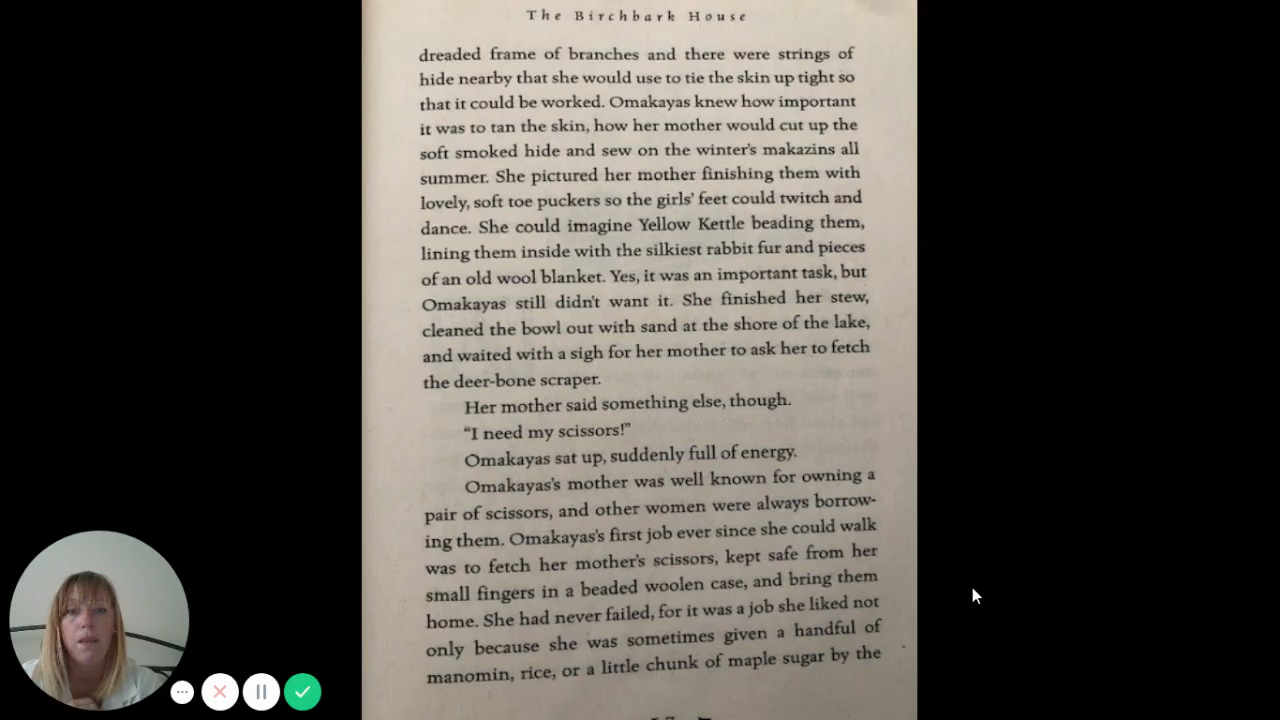 The Birchbark House
dreaded frame of branches and there were strings of
hide nearby that she would use to tie the skin up tight so
that it could be worked. Omakayas knew how important
it was to tan the skin, how her mother would cut up the
soft smoked hide and sew on the winter's makazins all
summer. She pictured her mother finishing them with
lovely, soft toe puckers so the girls' feet could twitch and
dance. She could imagine Yellow Kettle beading them,
lining them inside with the silkiest rabbit fur and pieces
of an old wool blanket. Yes, it was an important task, but
Omakayas still didn't want it. She finished her stew,
cleaned the bowl out with sand at the shore of the lake,
and waited with a sigh for her mother to ask her to fetch
the deer-bone scraper.
Her mother said something else, though.
“I need my scissors!”
Omakayas sat up, suddenly full of energy.
Omakayas's mother was well known for owning a
pair of scissors, and other women were always borrow-
ing them. Omakayas's first job ever since she could walk
was to fetch her mother's scissors, kept safe from her
small fingers in a beaded woolen case, and bring them
home. She had never failed, for it was a job she liked not
only because she was sometimes given a handful of
manomin, rice, or a little chunk of maple sugar by the